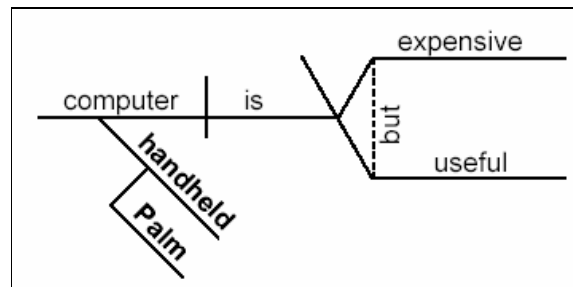 expensive
computer is
but
handheld
useful
Palm